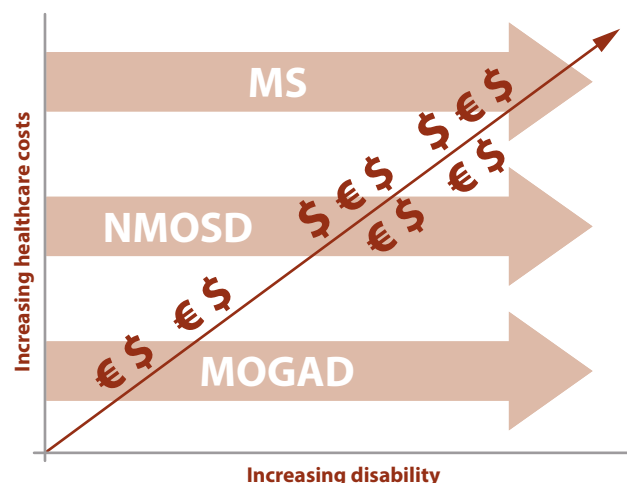 Increasing healthcare costs
MS
$ € $
€ $
$ € $
NMOSD
€ $
€ $
€ $
MOGAD
Increasing disability